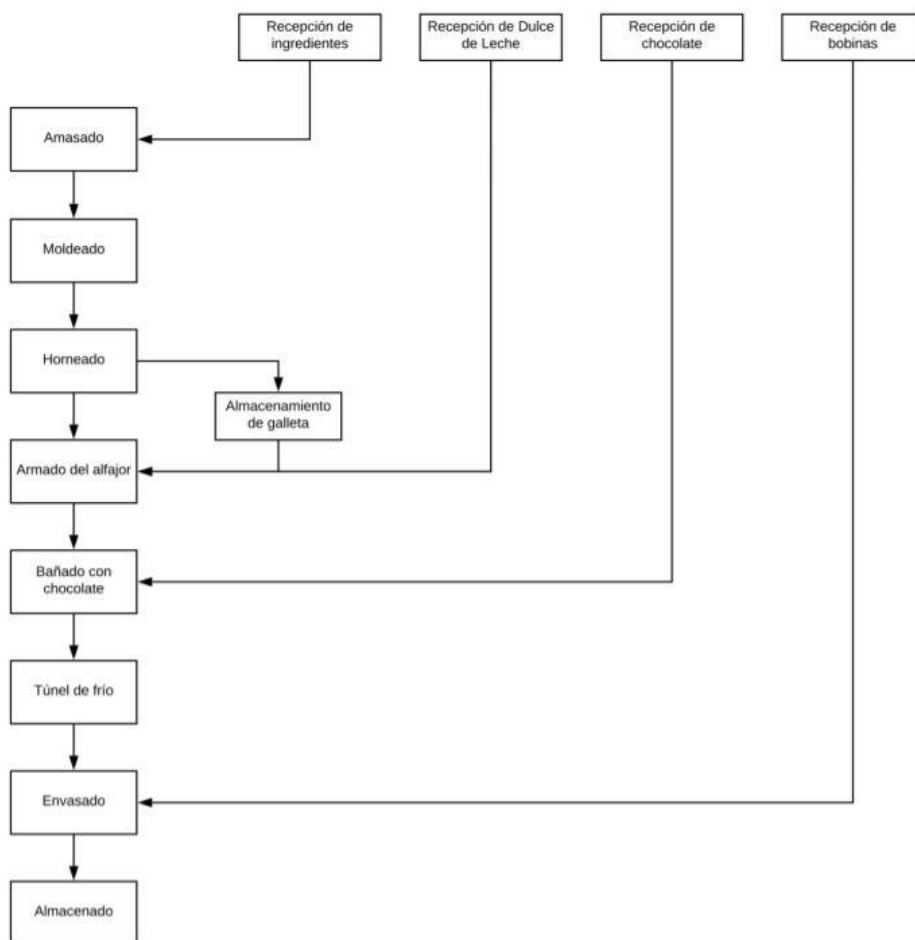 Recepción de
ingredientes
Recepción de Dulce
de Leche
Recepción de
chocolate
Recepción de
bobinas
Amasado
Moldeado
Horneado
Almacenamiento
de galleta
Armado del alfajor
Bañado con
chocolate
Túnel de frío
Envasado
Almacenado